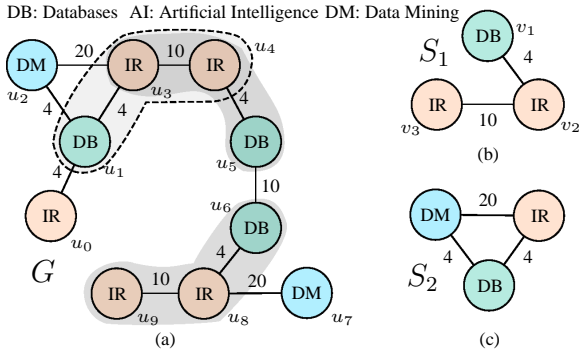 DB: Databases AI: Artificial Intelligence DM: Data Mining
DM 20 IR 10 IR u4
u2 u3
4 4 4
DB u1 u5 DB
4 10
IR u6 DB
u0
G 4
IR 10 IR 20 DM
u9 u8 u7
(a)
S1 DB v1
4
IR 10 IR
v3 v2
(b)
DM 20 IR
S2 4 4
DB
(c)